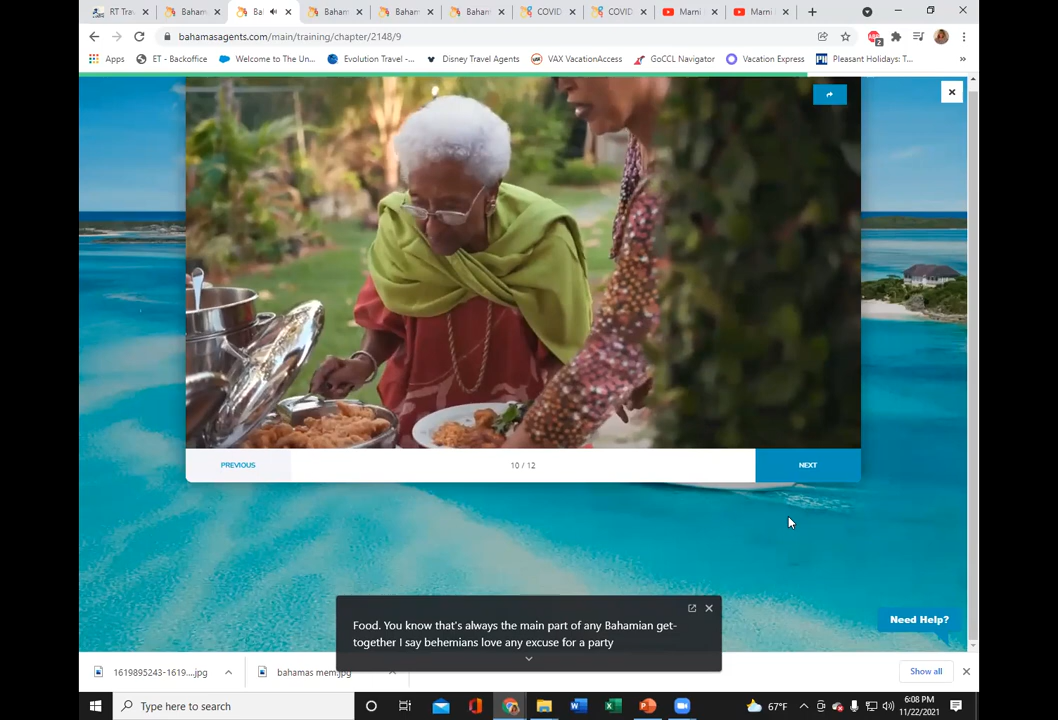 RT Trav
Baham
Ba
Baham
Baham
Baham
COVID
COVID
Marni
Marni
bahamasagents.com/main/training/chapter/2148/9
2
Apps
ET - Backoffice
Welcome to The Un...
Evolution Travel -...
Disney Travel Agents
VAX VacationAccess
GoCCL Navigator
Vacation Express
Pleasant Holidays: T...
PREVIOUS
10 / 12
NEXT
Food. You know that's always the main part of any Bahamian get-
together I say behemians love any excuse for a party
Need Help?
1619895243-1619....jpg
bahamas mem.jpg
Show all
Type here to search
67°F
6:08 PM
11/22/2021